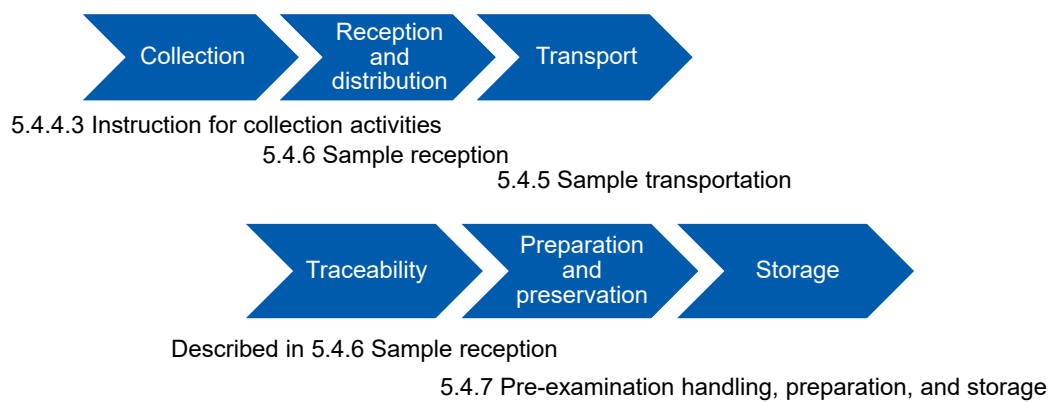 Collection
Reception
and
distribution
Transport
5.4.4.3 Instruction for collection activities
5.4.6 Sample reception
5.4.5 Sample transportation
Traceability
Preparation
and
preservation
Storage
Described in 5.4.6 Sample reception
5.4.7 Pre-examination handling, preparation, and storage